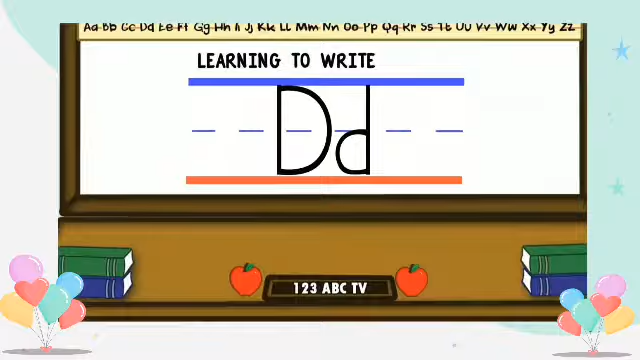 Aa Bb Cc Dd Ee Ff Gg Hh Ii Jj Kk LL Mm Nn Oo Pp Qq Rr Ss Tt Uu Vv Ww Xx Yy Zz
LEARNING TO WRITE
Dd
123 ABC TV